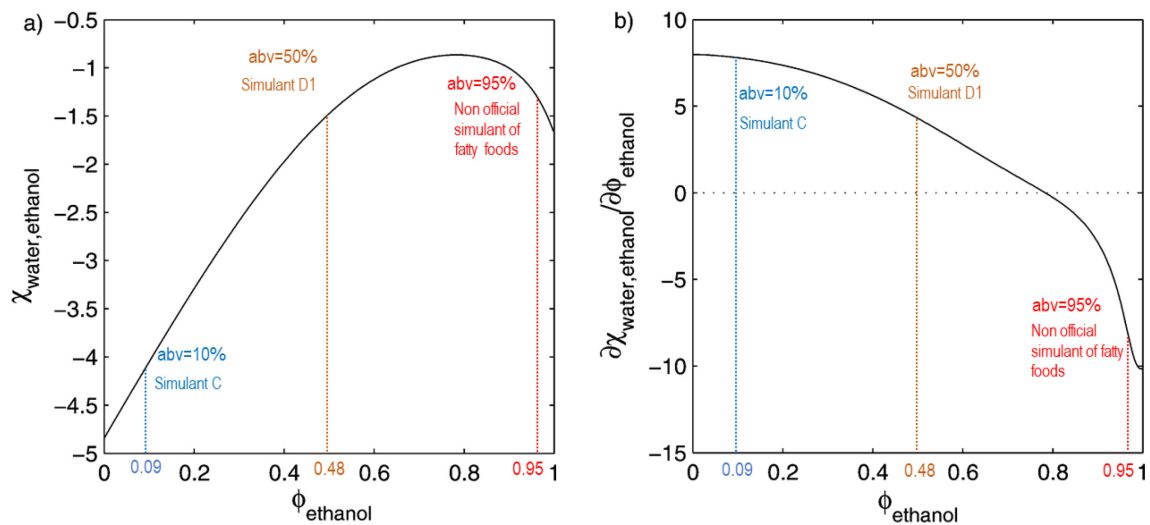 a)
-0.5
-1
-1.5
-2
-2.5
-3
-3.5
-4
-4.5
-5
χwater,ethanol
abv=50%
Simulant D1
abv=95%
Non official
simulant of
fatty foods
abv=10%
Simulant C
0
0.09
0.2
0.4
0.48
0.6
0.8
0.95
1
ϕethanol
b)
10
5
0
-5
-10
-15
∂χwater,ethanol/∂ϕethanol
abv=50%
Simulant D1
abv=10%
Simulant C
abv=95%
Non official
simulant of fatty
foods
0
0.09
0.2
0.4
0.48
0.6
0.8
0.95
1
ϕethanol